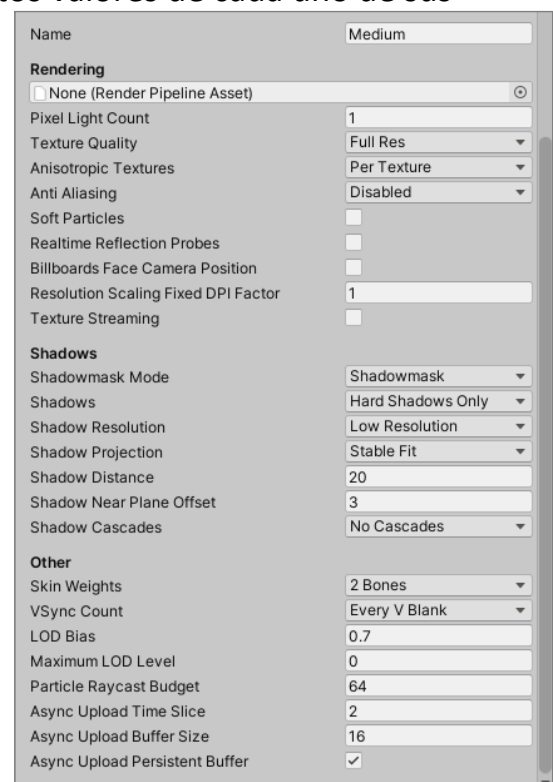 Name Medium
Rendering
None (Render Pipeline Asset)
Pixel Light Count 1
Texture Quality Full Res
Anisotropic Textures Per Texture
Anti Aliasing Disabled
Soft Particles
Realtime Reflection Probes
Billboards Face Camera Position
Resolution Scaling Fixed DPI Factor 1
Texture Streaming
Shadows
Shadowmask Mode Shadowmask
Shadows Hard Shadows Only
Shadow Resolution Low Resolution
Shadow Projection Stable Fit
Shadow Distance 20
Shadow Near Plane Offset 3
Shadow Cascades No Cascades
Other
Skin Weights 2 Bones
VSync Count Every V Blank
LOD Bias 0.7
Maximum LOD Level 0
Particle Raycast Budget 64
Async Upload Time Slice 2
Async Upload Buffer Size 16
Async Upload Persistent Buffer